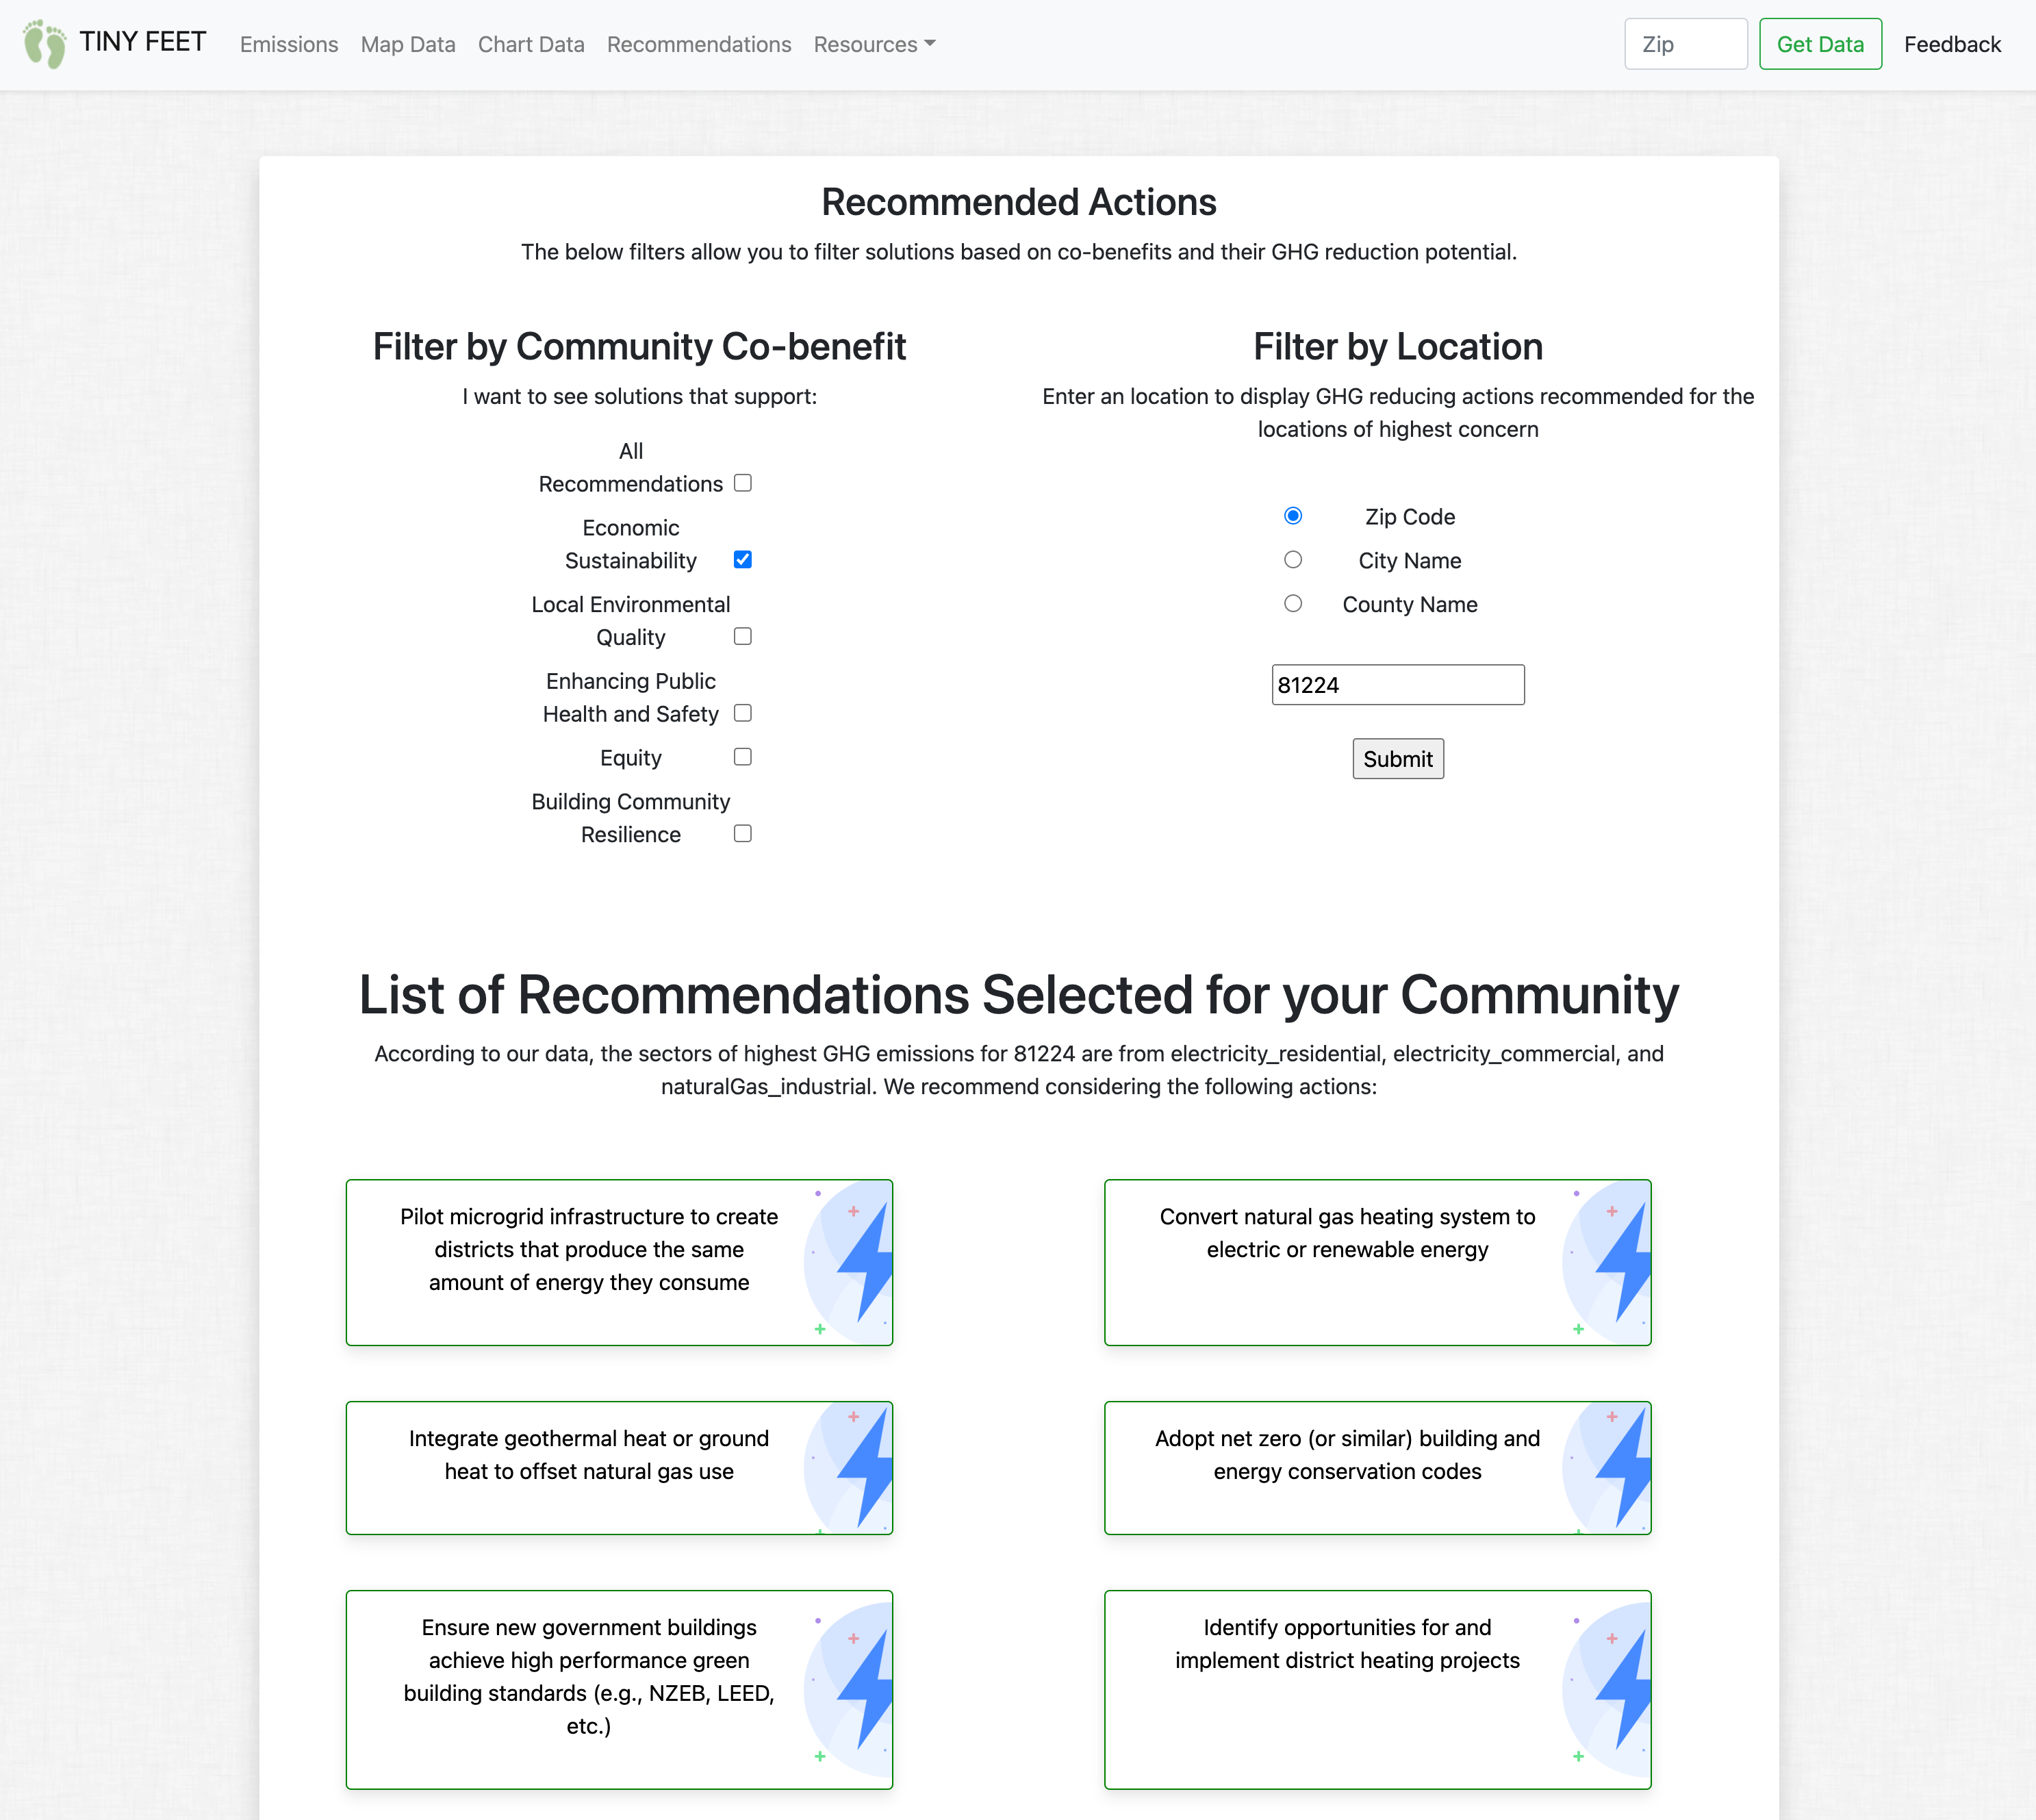 TINY FEET
Emissions
Map Data
Chart Data
Recommendations
Resources
Zip
Get Data
Feedback
Recommended Actions
The below filters allow you to filter solutions based on co-benefits and their GHG reduction potential.
Filter by Community Co-benefit
I want to see solutions that support:
All
Recommendations
Economic
Sustainability
Local Environmental
Quality
Enhancing Public
Health and Safety
Equity
Building Community
Resilience
Filter by Location
Enter an location to display GHG reducing actions recommended for the
locations of highest concern
Zip Code
City Name
County Name
81224
Submit
List of Recommendations Selected for your Community
According to our data, the sectors of highest GHG emissions for 81224 are from electricity_residential, electricity_commercial, and
naturalGas_industrial. We recommend considering the following actions:
Pilot microgrid infrastructure to create
districts that produce the same
amount of energy they consume
Convert natural gas heating system to
electric or renewable energy
Integrate geothermal heat or ground
heat to offset natural gas use
Adopt net zero (or similar) building and
energy conservation codes
Ensure new government buildings
achieve high performance green
building standards (e.g., NZEB, LEED,
etc.)
Identify opportunities for and
implement district heating projects